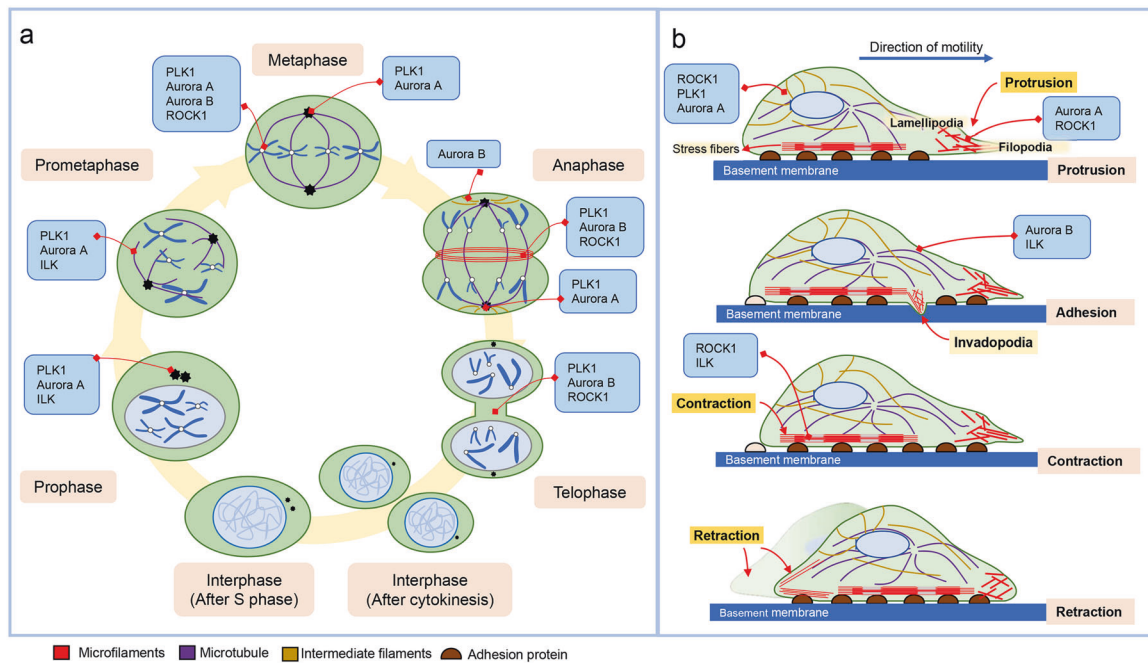 a
Metaphase
PLK1
Aurora A
Aurora B
ROCK1
PLK1
Aurora A
Prometaphase
Aurora B
Anaphase
PLK1
Aurora A
ILK
PLK1
Aurora B
ROCK1
PLK1
Aurora A
PLK1
Aurora A
ILK
PLK1
Aurora B
ROCK1
Prophase
Telophase
Interphase
(After S phase)
Interphase
(After cytokinesis)
b
Direction of motility
ROCK1
PLK1
Aurora A
Protrusion
Aurora A
ROCK1
Lamellipodia
Stress fibers
Filopodia
Basement membrane
Protrusion
Aurora B
ILK
Basement membrane
Adhesion
Invadopodia
ROCK1
ILK
Contraction
Basement membrane
Contraction
Retraction
Basement membrane
Retraction
Microfilaments
Microtubule
Intermediate filaments
Adhesion protein